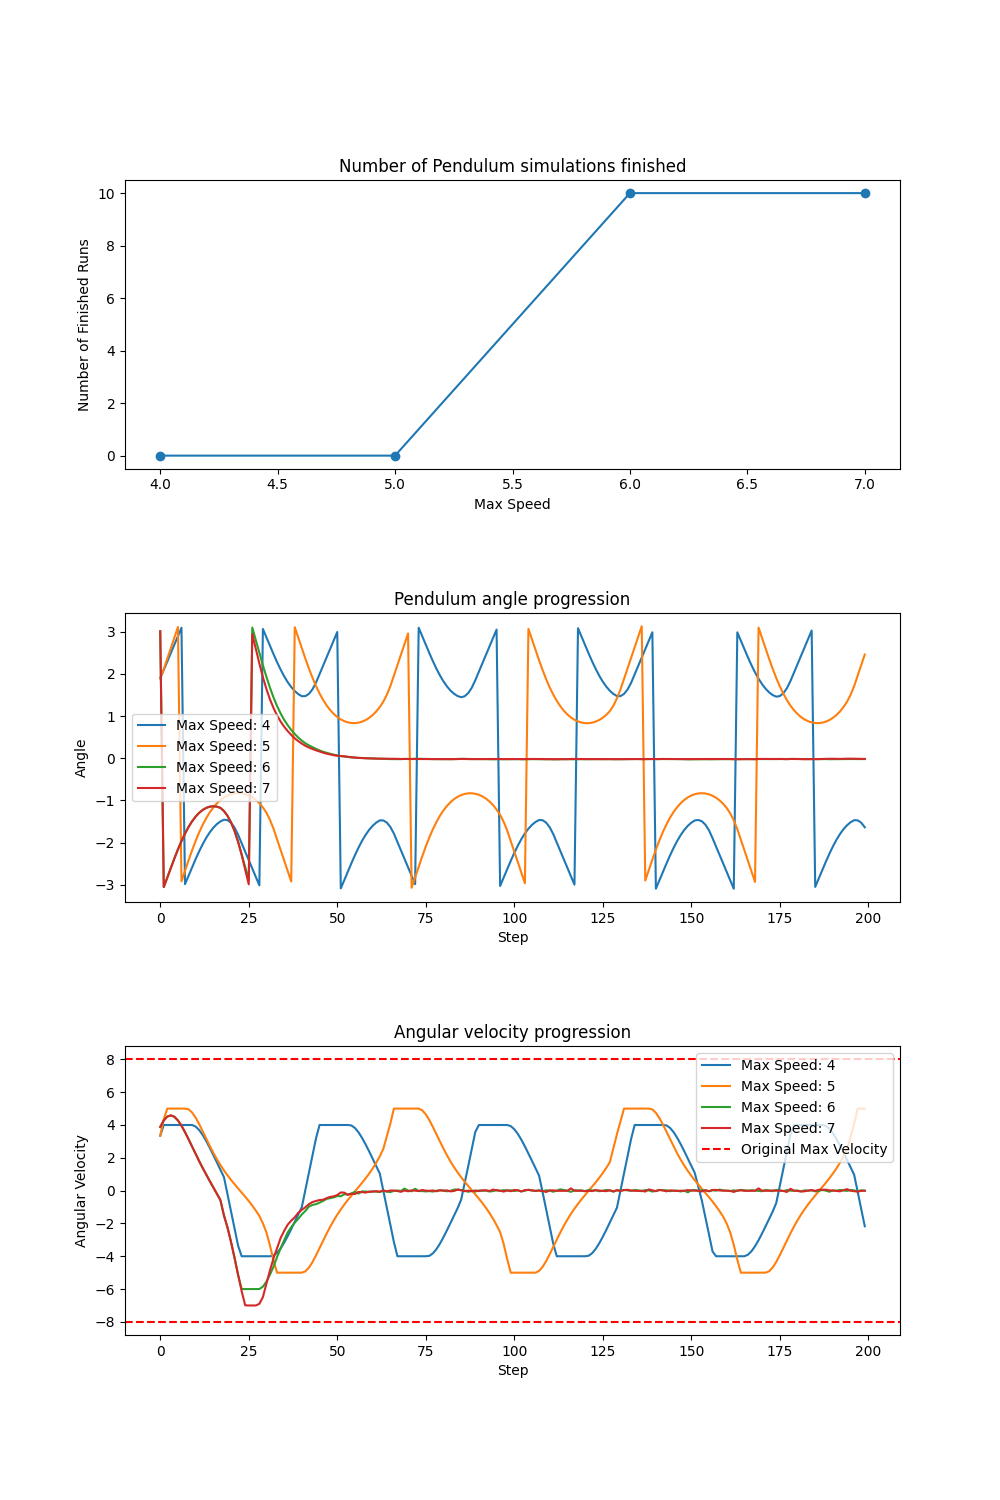 Number of Pendulum simulations finished
10
8
6
4
2
0
Number of Finished Runs
4.0 4.5 5.0 5.5 6.0 6.5 7.0
Max Speed
Pendulum angle progression
3
2
1
0
−1
−2
−3
Angle
Max Speed: 4
Max Speed: 5
Max Speed: 6
Max Speed: 7
0 25 50 75 100 125 150 175 200
Step
Angular velocity progression
8
6
4
2
0
−2
−4
−6
−8
Angular Velocity
Max Speed: 4
Max Speed: 5
Max Speed: 6
Max Speed: 7
Original Max Velocity
0 25 50 75 100 125 150 175 200
Step